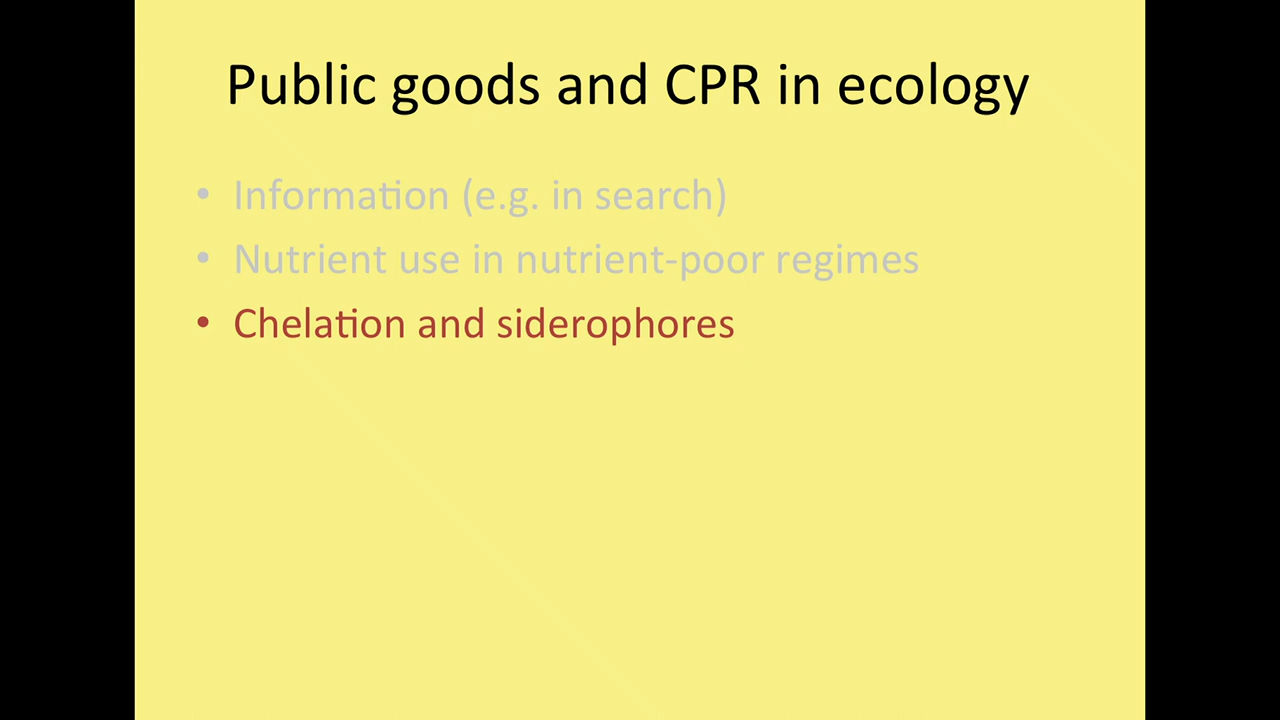 Public goods and CPR in ecology
• Information (e.g. in search)
• Nutrient use in nutrient-poor regimes
• Chelation and siderophores